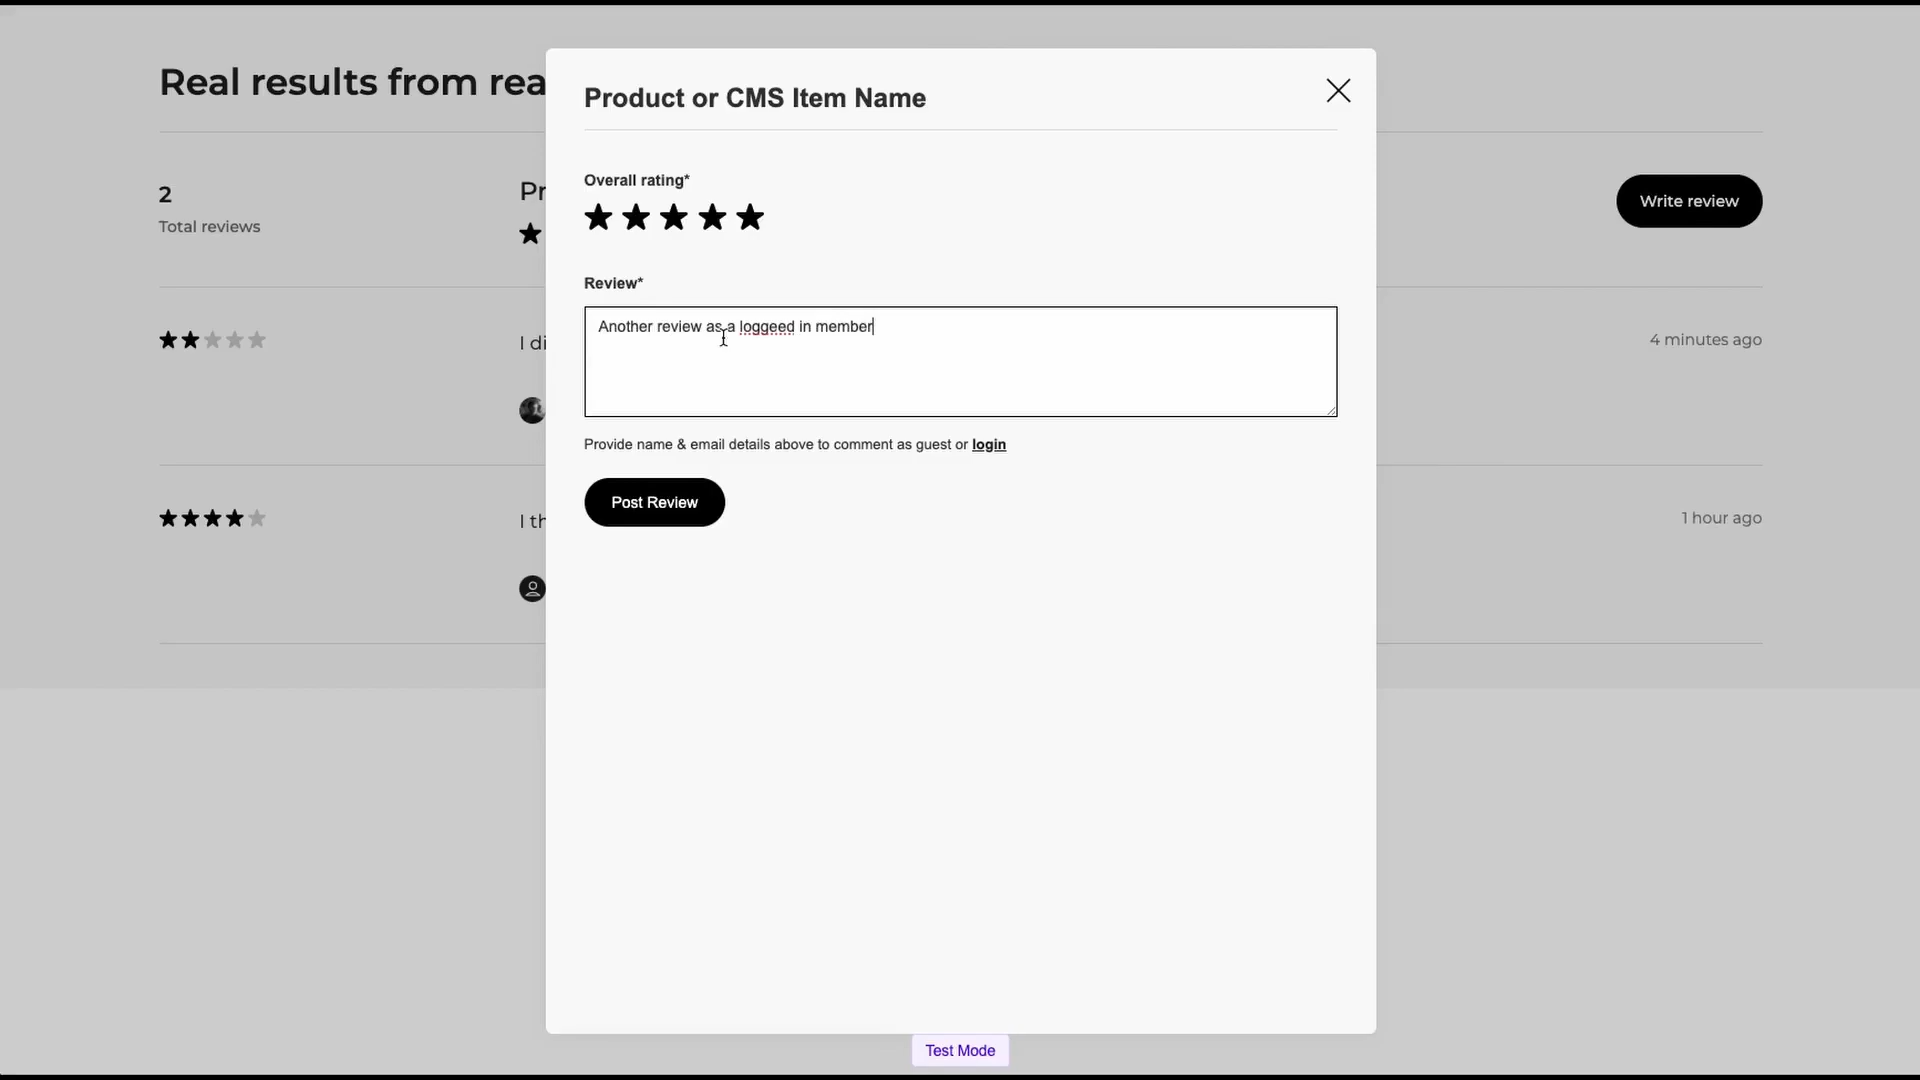 Real results from rea
Product or CMS Item Name
2
Total reviews
Pr
Write review
Overall rating*
Review*
Another review as a loggeed in member
I di
4 minutes ago
Provide name & email details above to comment as guest or login
Post Review
I th
1 hour ago
Test Mode